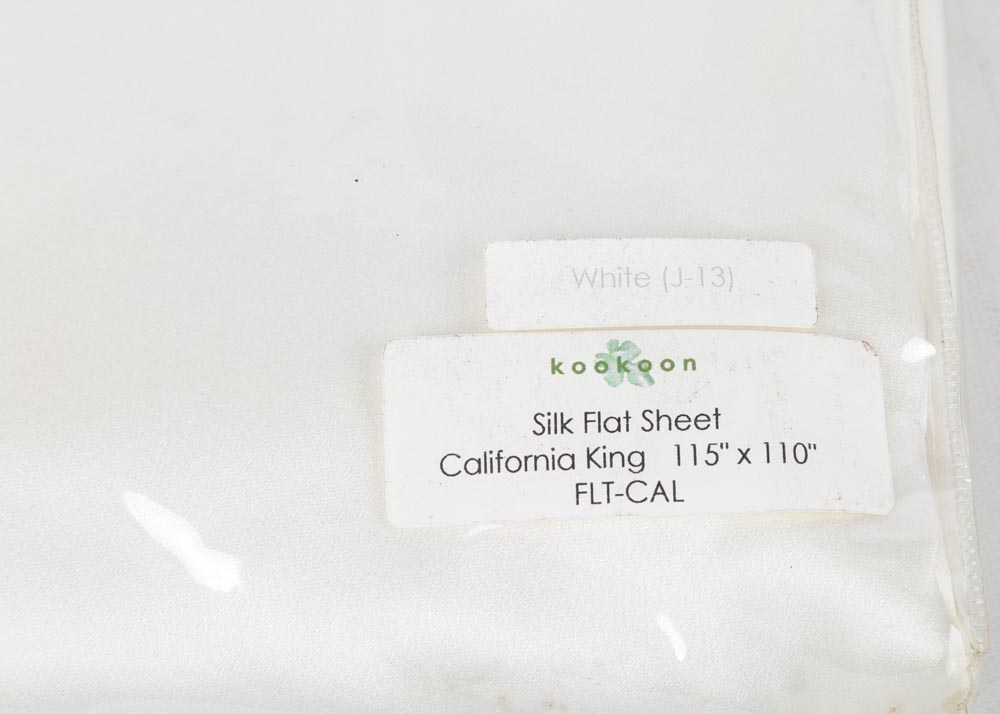 White (J-13)
kookoon
Silk Flat Sheet
California King 115" x 110"
FLT-CAL